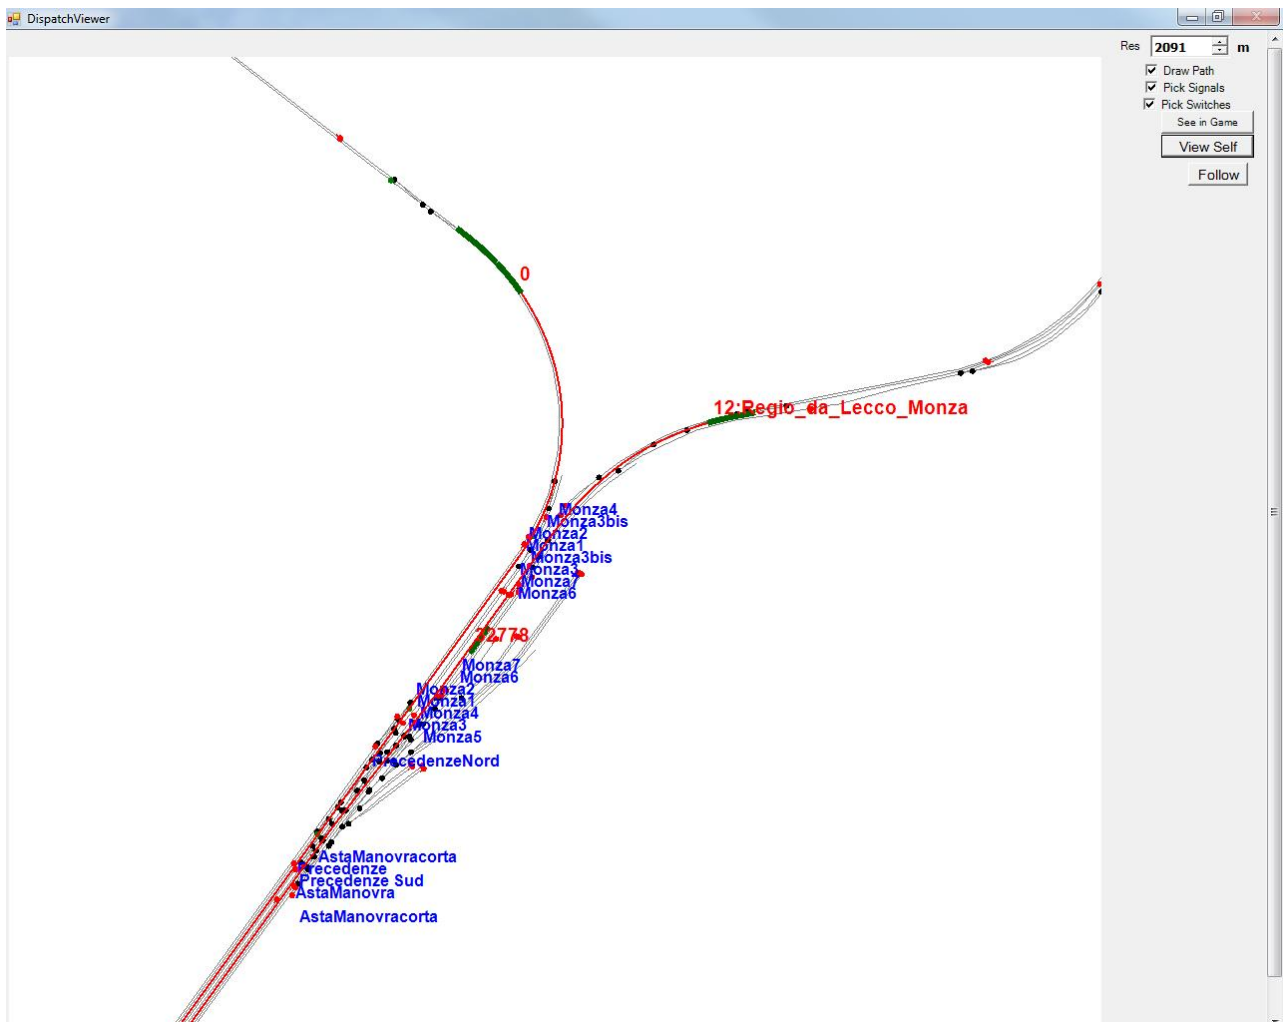 DispatchViewer
Res 2091 m
Draw Path
Pick Signals
Pick Switches
See in Game
View Self
Follow
0
12:Regio_da_Lecco_Monza
Monza4
Monza3bis
Monza2
Monza1
Monza3bis
Monza3
Monza7
Monza6
Monza7
Monza6
Monza2
Monza1
Monza4
Monza3
Monza5
PrecedenzeNord
AstaManovracorta
Precedenze
Precedenze Sud
AstaManovra
AstaManovracorta